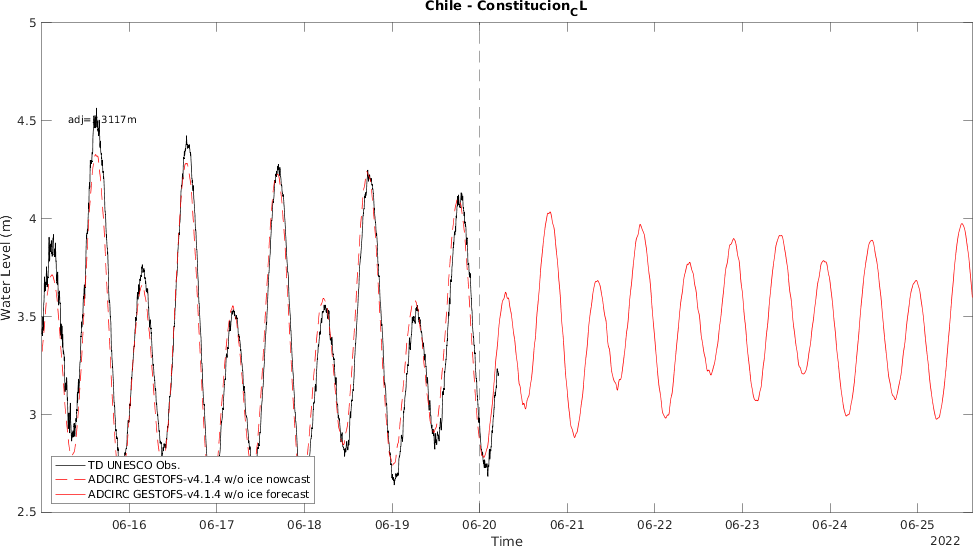 Chile - Constitucion_CL
5
4.5
4
3.5
3
2.5
Water Level (m)
adj= 3117m
TD UNESCO Obs.
ADCIRC GESTOFS-v4.1.4 w/o ice nowcast
ADCIRC GESTOFS-v4.1.4 w/o ice forecast
06-16
06-17
06-18
06-19
06-20
06-21
06-22
06-23
06-24
06-25
Time
2022